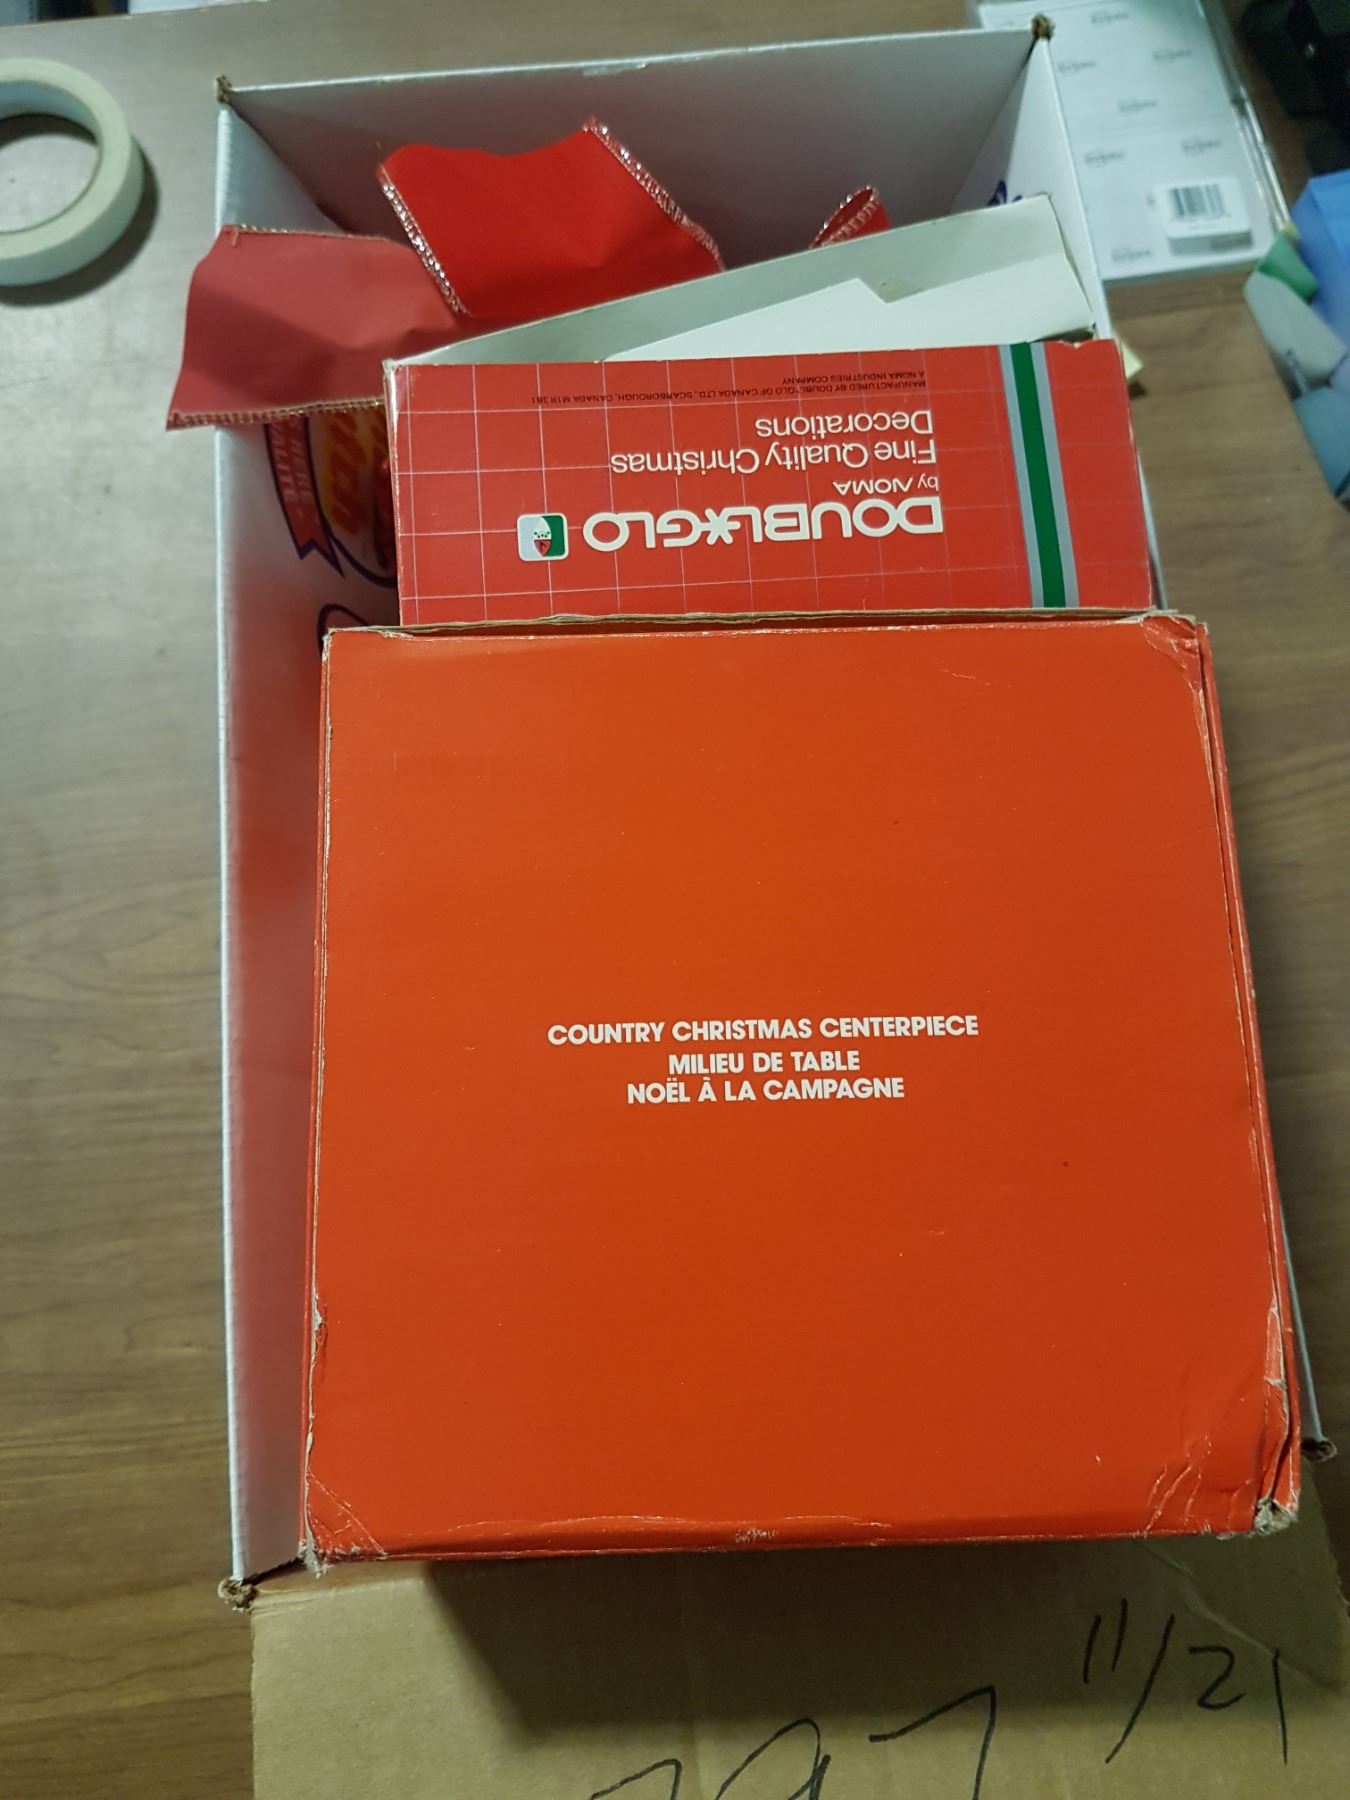 MANUFACTURED BY DOUBL*GLO OF CANADA LTD., SCARBOROUGH, CANADA M1R 3B1
A NOMA INDUSTRIES COMPANY
DOUBL*GLO
by NOMA
Fine Quality Christmas
Decorations
COUNTRY CHRISTMAS CENTERPIECE
MILIEU DE TABLE
NOËL À LA CAMPAGNE
11/21